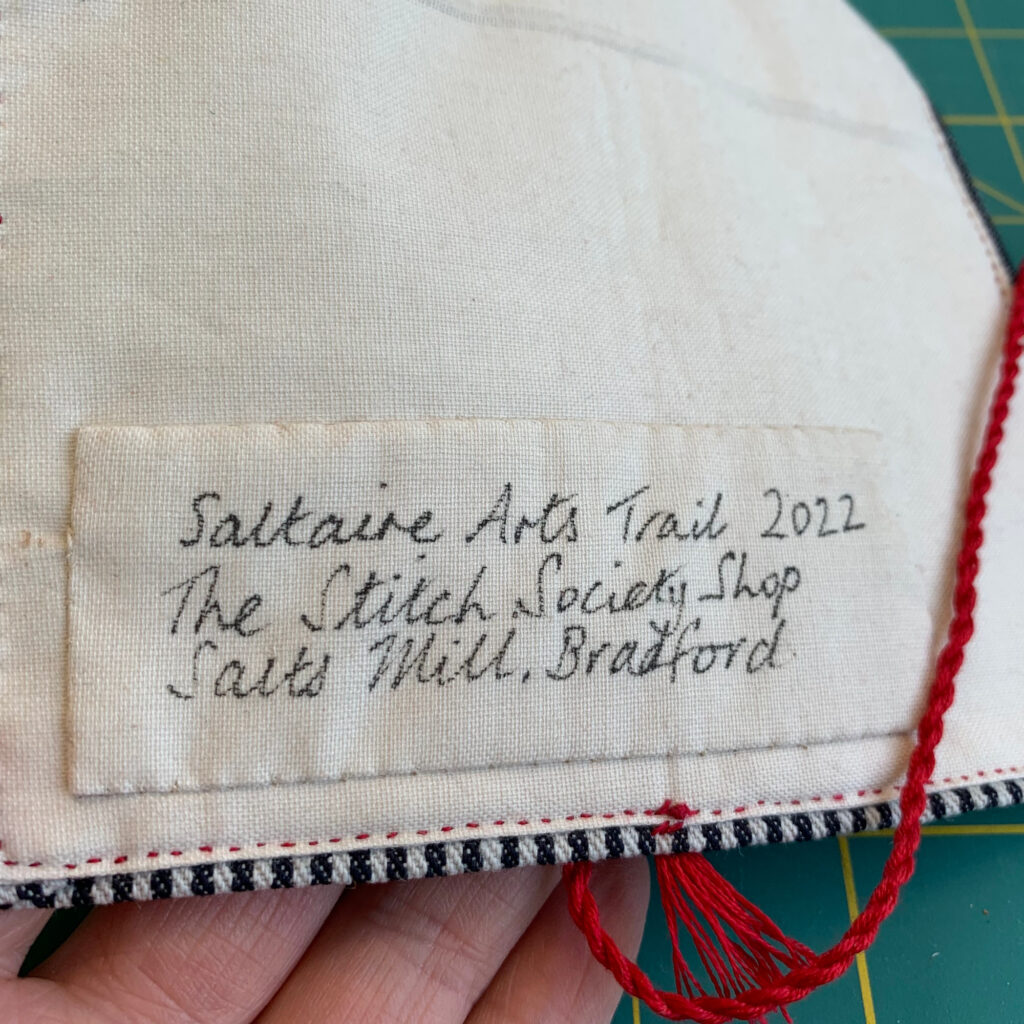 Saltaire Arts Trail 2022
The Stitch Society Shop
Salts Mill, Bradford